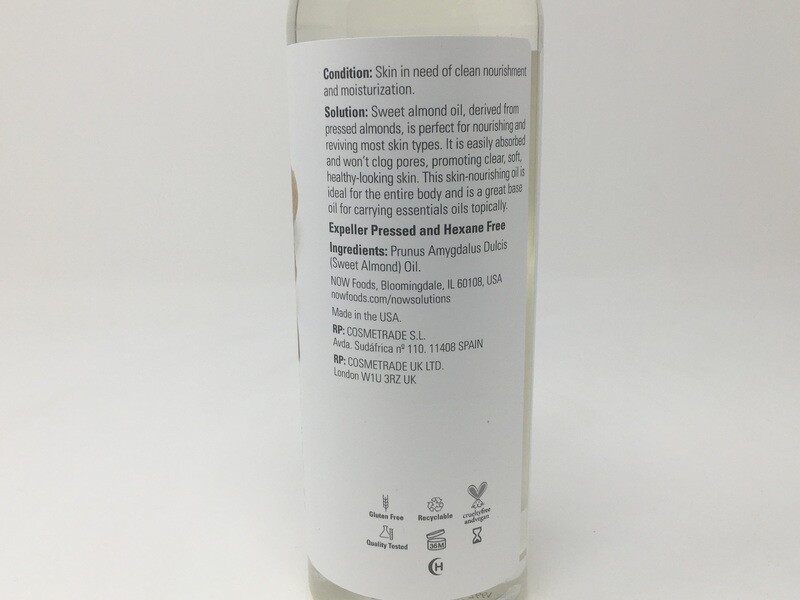 Condition: Skin in need of clean nourishment
and moisturization.
Solution: Sweet almond oil, derived from
pressed almonds, is perfect for nourishing and
reviving most skin types. It is easily absorbed
and won't clog pores, promoting clear, soft,
healthy-looking skin. This skin-nourishing oil is
ideal for the entire body and is a great base
oil for carrying essentials oils topically.
Expeller Pressed and Hexane Free
Ingredients: Prunus Amygdalus Dulcis
(Sweet Almond) Oil.
NOW Foods, Bloomingdale, IL 60108, USA
nowfoods.com/nowsolutions
Made in the USA.
RP: COSMETRADE S.L.
Avda. Sudáfrica nº 110. 11408 SPAIN
RP: COSMETRADE UK LTD.
London W1U 3RZ UK
Gluten Free
Recyclable
crueltyfree
andvegan
Quality Tested
36M
H